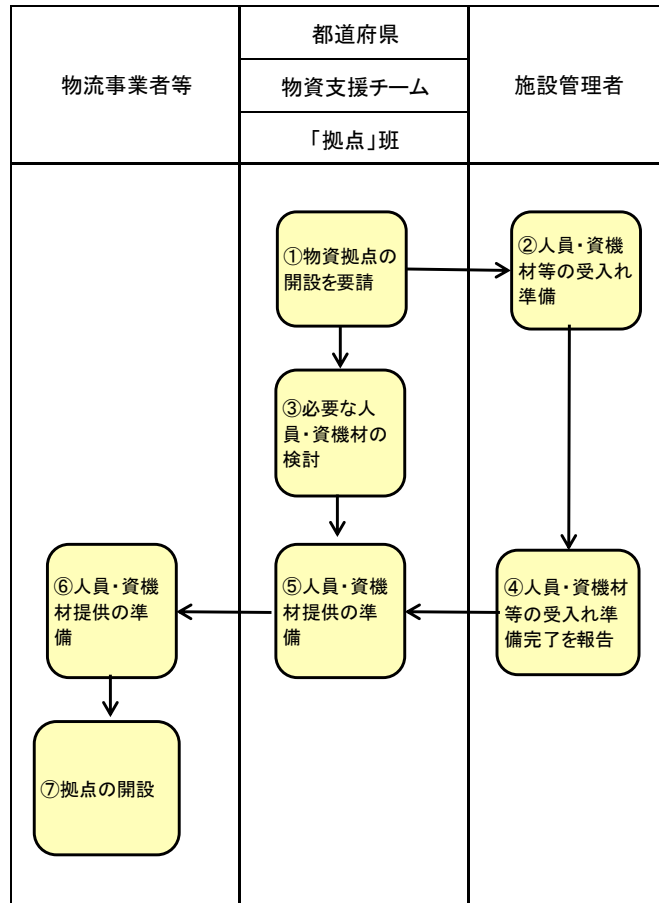 物流事業者等
都道府県
物資支援チーム
「拠点」班
施設管理者
①物資拠点の
開設を要請
②人員・資機
材等の受入れ
準備
③必要な人
員・資機材の
検討
④人員・資機材
等の受入れ準
備完了を報告
⑤人員・資機
材提供の準
備
⑥人員・資機
材提供の準
備
⑦拠点の開設